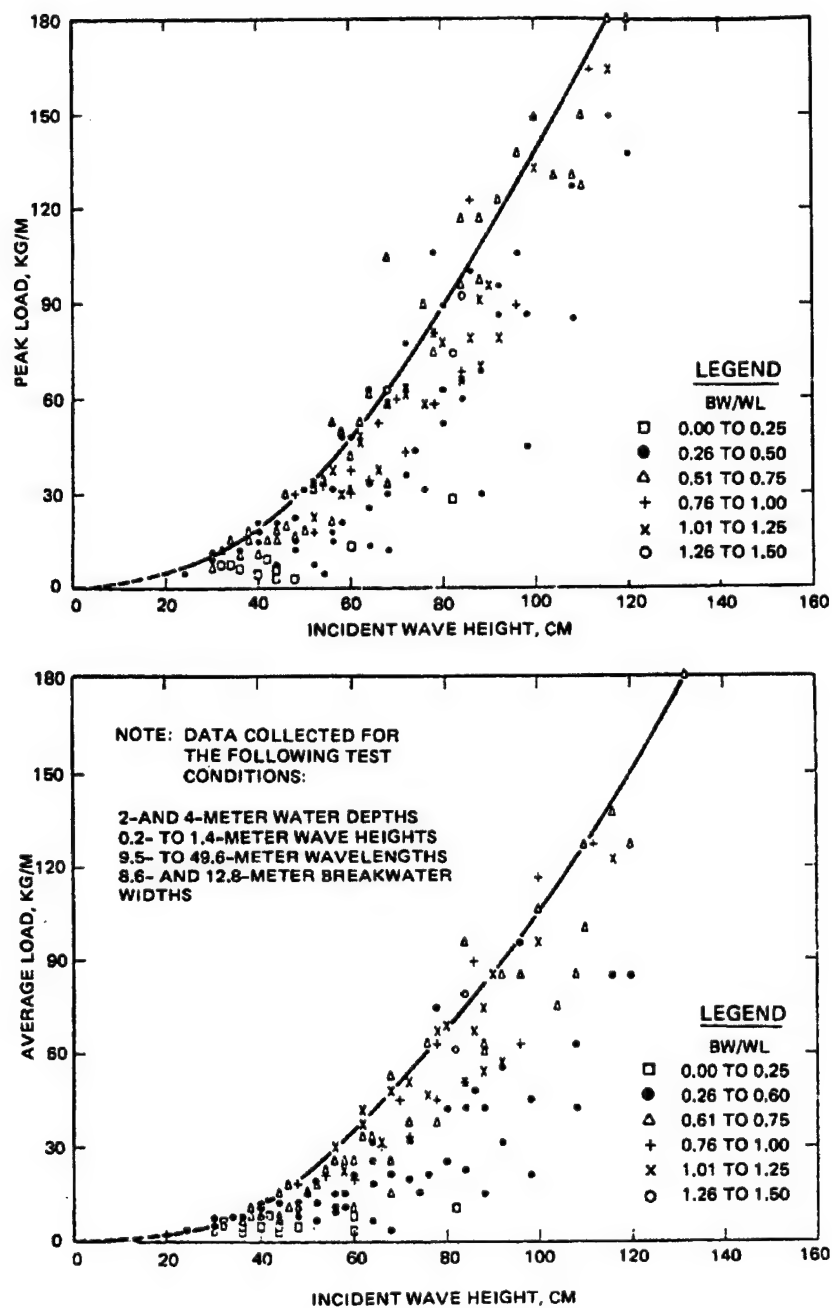 180
150
120
90
60
30
0
PEAK LOAD, KG/M
0 20 40 60 80 100 120 140 160
INCIDENT WAVE HEIGHT, CM
LEGEND
BW/WL
0.00 TO 0.25
0.26 TO 0.50
0.51 TO 0.75
0.76 TO 1.00
1.01 TO 1.25
1.26 TO 1.50
180
150
120
90
60
30
0
AVERAGE LOAD, KG/M
NOTE: DATA COLLECTED FOR
THE FOLLOWING TEST
CONDITIONS:
2-AND 4-METER WATER DEPTHS
0.2- TO 1.4-METER WAVE HEIGHTS
9.5- TO 49.6-METER WAVELENGTHS
8.6- AND 12.8-METER BREAKWATER
WIDTHS
LEGEND
BW/WL
0.00 TO 0.25
0.26 TO 0.60
0.61 TO 0.75
0.76 TO 1.00
1.01 TO 1.25
1.26 TO 1.50
0 20 40 60 80 100 120 140 160
INCIDENT WAVE HEIGHT, CM